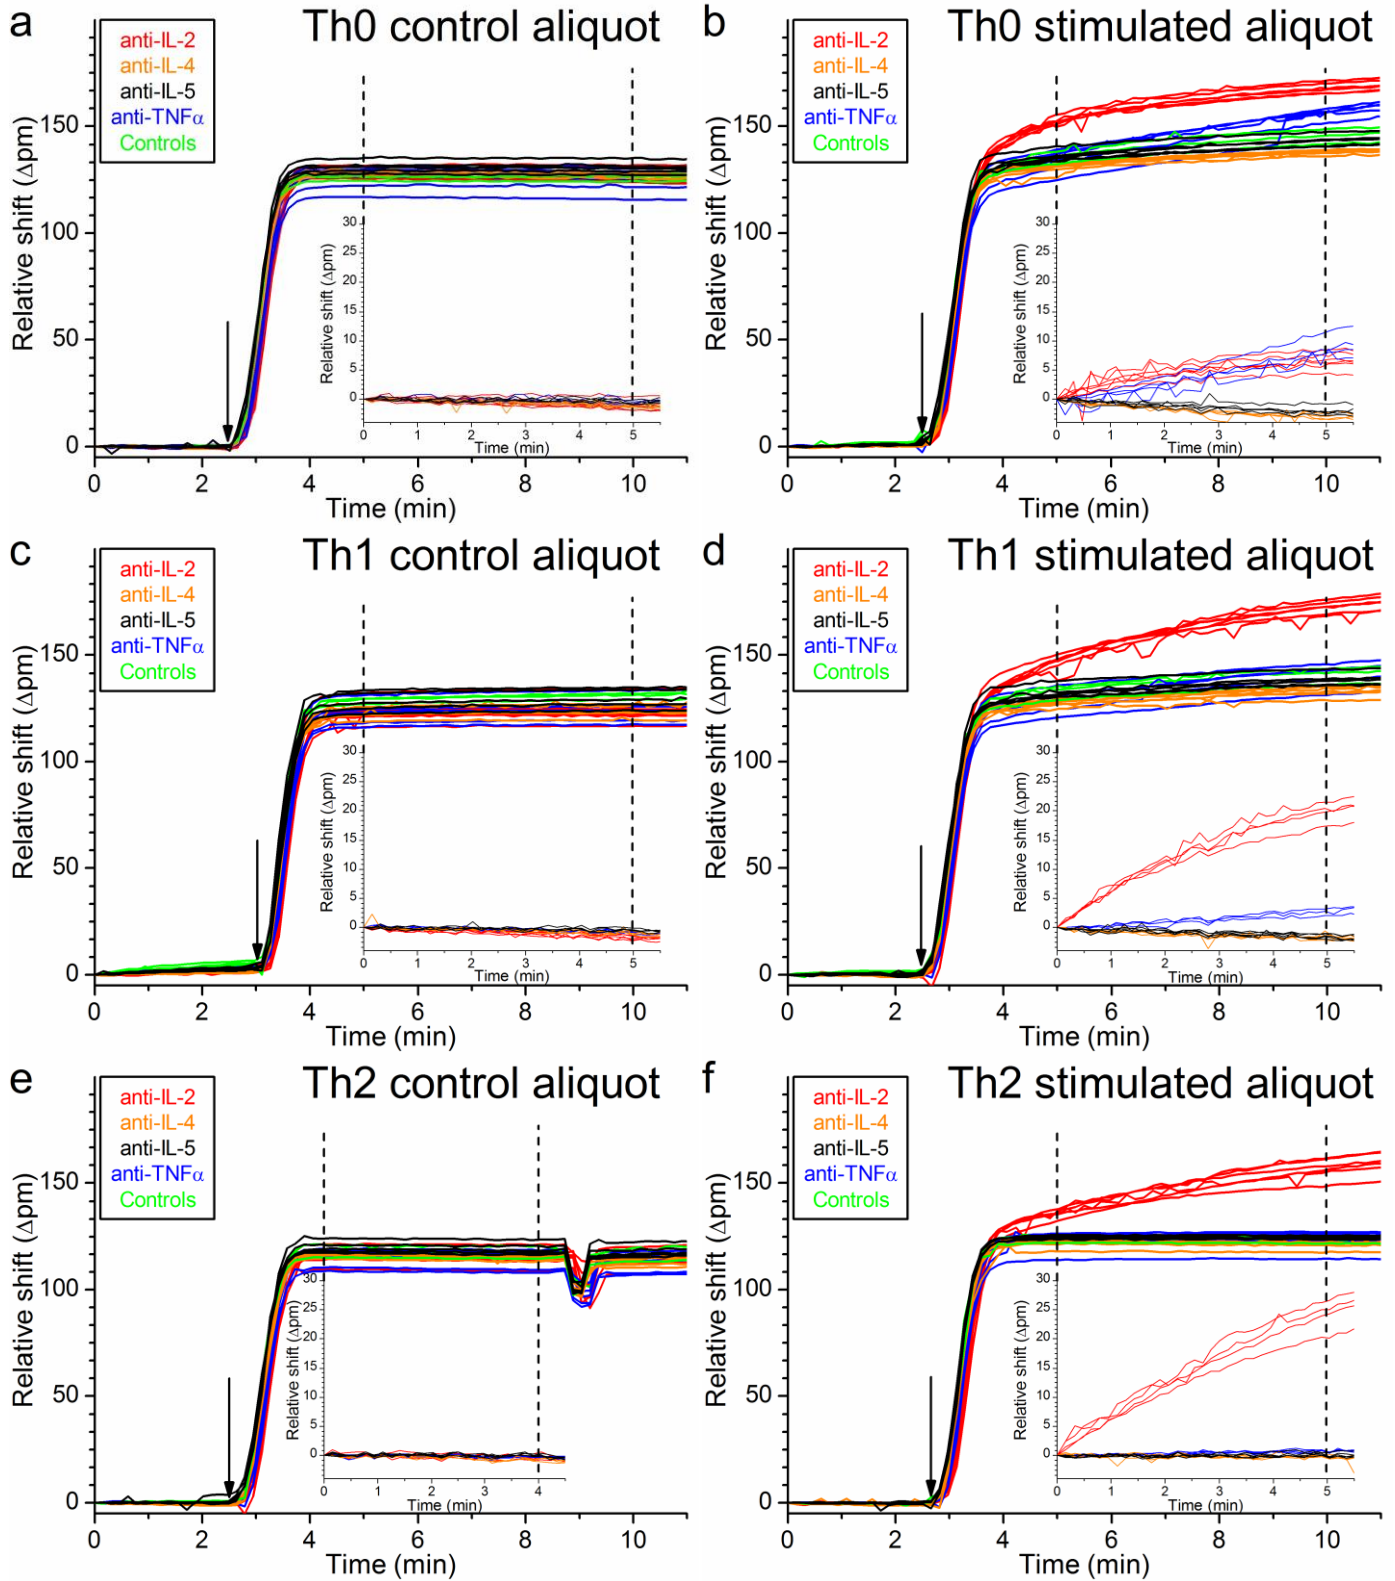 a
Th0 control aliquot
anti-IL-2
anti-IL-4
anti-IL-5
anti-TNFα
Controls
Relative shift (Δpm)
150
100
50
0
0 2 4 6 8 10
Time (min)
Relative shift (Δpm)
30
25
20
15
10
5
0
0 1 2 3 4 5
Time (min)
b
Th0 stimulated aliquot
anti-IL-2
anti-IL-4
anti-IL-5
anti-TNFα
Controls
Relative shift (Δpm)
150
100
50
0
0 2 4 6 8 10
Time (min)
Relative shift (Δpm)
30
25
20
15
10
5
0
0 1 2 3 4 5
Time (min)
c
Th1 control aliquot
anti-IL-2
anti-IL-4
anti-IL-5
anti-TNFα
Controls
Relative shift (Δpm)
150
100
50
0
0 2 4 6 8 10
Time (min)
Relative shift (Δpm)
30
25
20
15
10
5
0
0 1 2 3 4 5
Time (min)
d
Th1 stimulated aliquot
anti-IL-2
anti-IL-4
anti-IL-5
anti-TNFα
Controls
Relative shift (Δpm)
150
100
50
0
0 2 4 6 8 10
Time (min)
Relative shift (Δpm)
30
25
20
15
10
5
0
0 1 2 3 4 5
Time (min)
e
Th2 control aliquot
anti-IL-2
anti-IL-4
anti-IL-5
anti-TNFα
Controls
Relative shift (Δpm)
150
100
50
0
0 2 4 6 8 10
Time (min)
Relative shift (Δpm)
30
25
20
15
10
5
0
0 1 2 3 4
Time (min)
f
Th2 stimulated aliquot
anti-IL-2
anti-IL-4
anti-IL-5
anti-TNFα
Controls
Relative shift (Δpm)
150
100
50
0
0 2 4 6 8 10
Time (min)
Relative shift (Δpm)
30
25
20
15
10
5
0
0 1 2 3 4 5
Time (min)